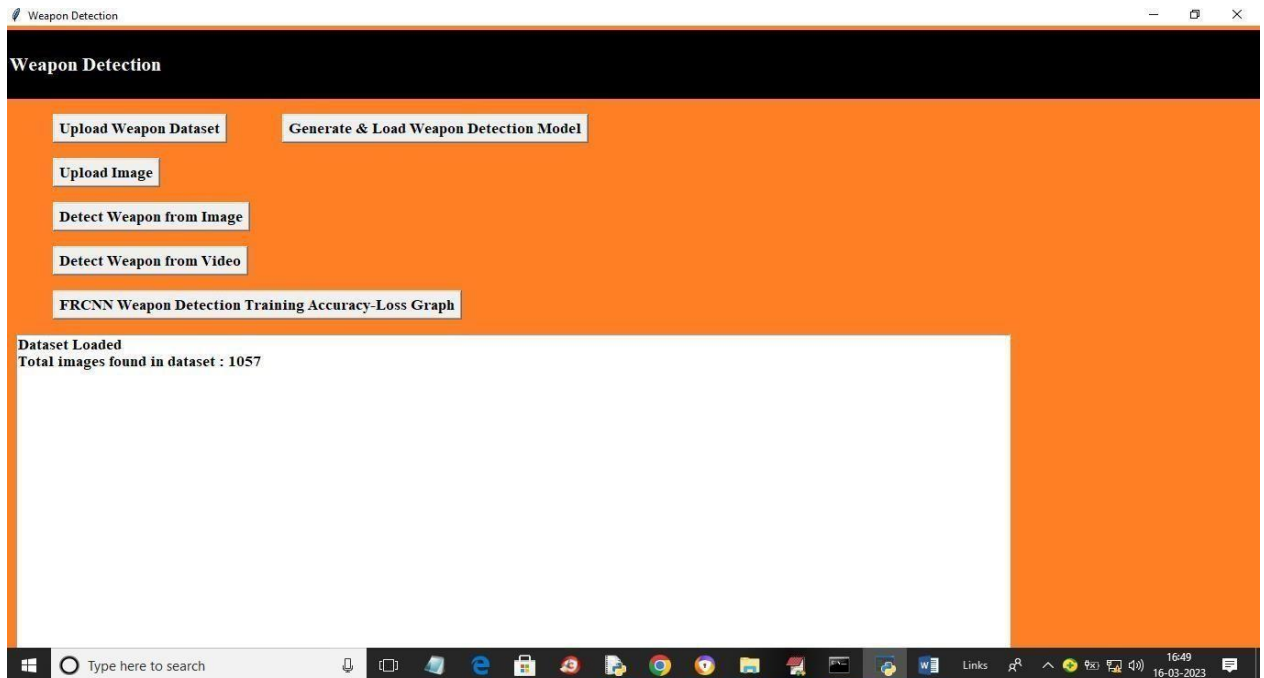 Weapon Detection
Weapon Detection
Upload Weapon Dataset
Generate & Load Weapon Detection Model
Upload Image
Detect Weapon from Image
Detect Weapon from Video
FRCNN Weapon Detection Training Accuracy-Loss Graph
Dataset Loaded
Total images found in dataset : 1057
Type here to search
Links
16:49
16-03-2023